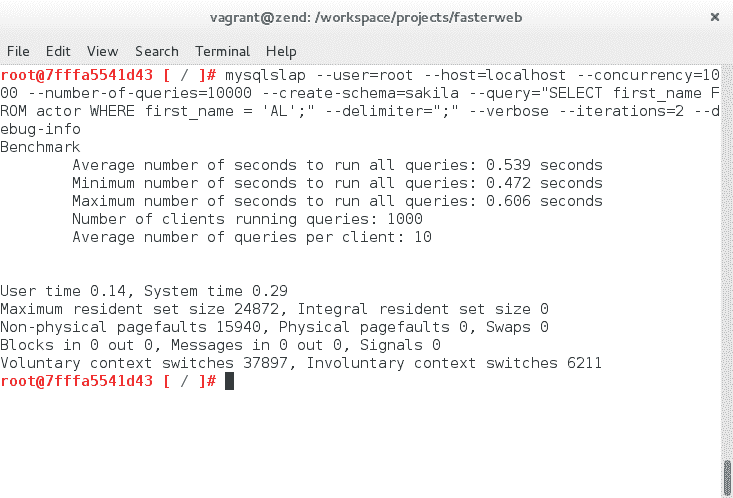 vagrant@zend: /workspace/projects/fasterweb ×
File Edit View Search Terminal Help
root@7fffa5541d43 [ / ]# mysqlslap --user=root --host=localhost --concurrency=10
00 --number-of-queries=10000 --create-schema=sakila --query="SELECT first_name F
ROM actor WHERE first_name = 'AL';" --delimiter=";" --verbose --iterations=2 --d
ebug-info
Benchmark
Average number of seconds to run all queries: 0.539 seconds
Minimum number of seconds to run all queries: 0.472 seconds
Maximum number of seconds to run all queries: 0.606 seconds
Number of clients running queries: 1000
Average number of queries per client: 10
User time 0.14, System time 0.29
Maximum resident set size 24872, Integral resident set size 0
Non-physical pagefaults 15940, Physical pagefaults 0, Swaps 0
Blocks in 0 out 0, Messages in 0 out 0, Signals 0
Voluntary context switches 37897, Involuntary context switches 6211
root@7fffa5541d43 [ / ]#